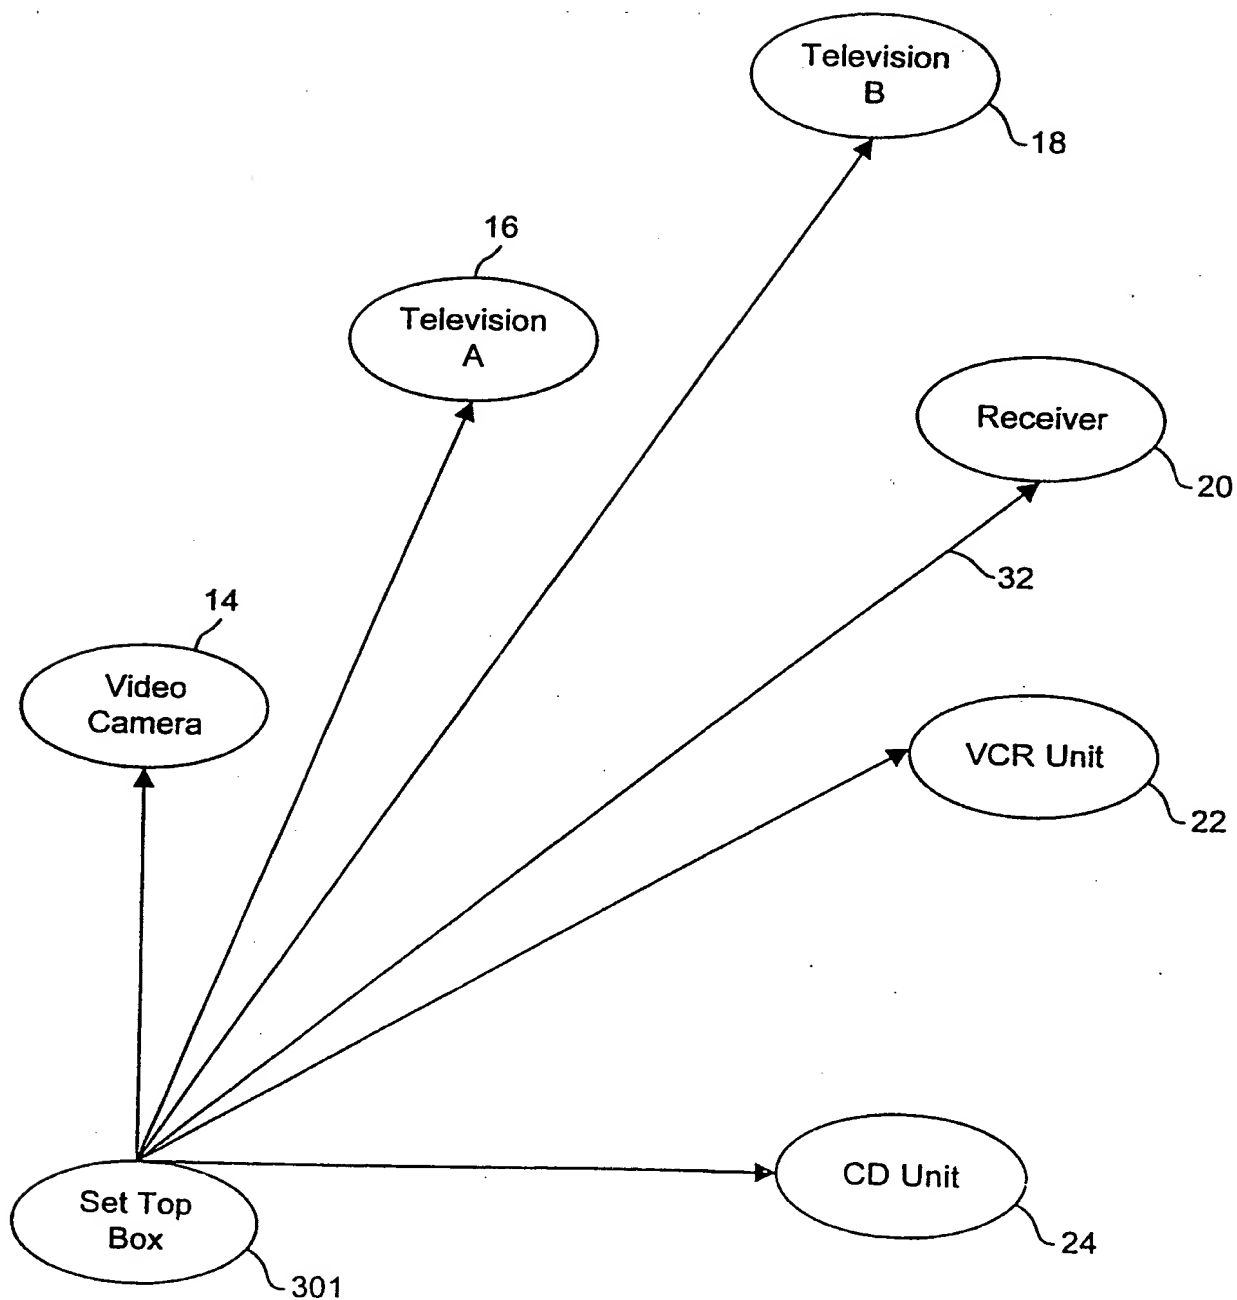 Television
B
18
16
Television
A
Receiver
20
32
14
Video
Camera
VCR Unit
22
CD Unit
24
Set Top
Box
301